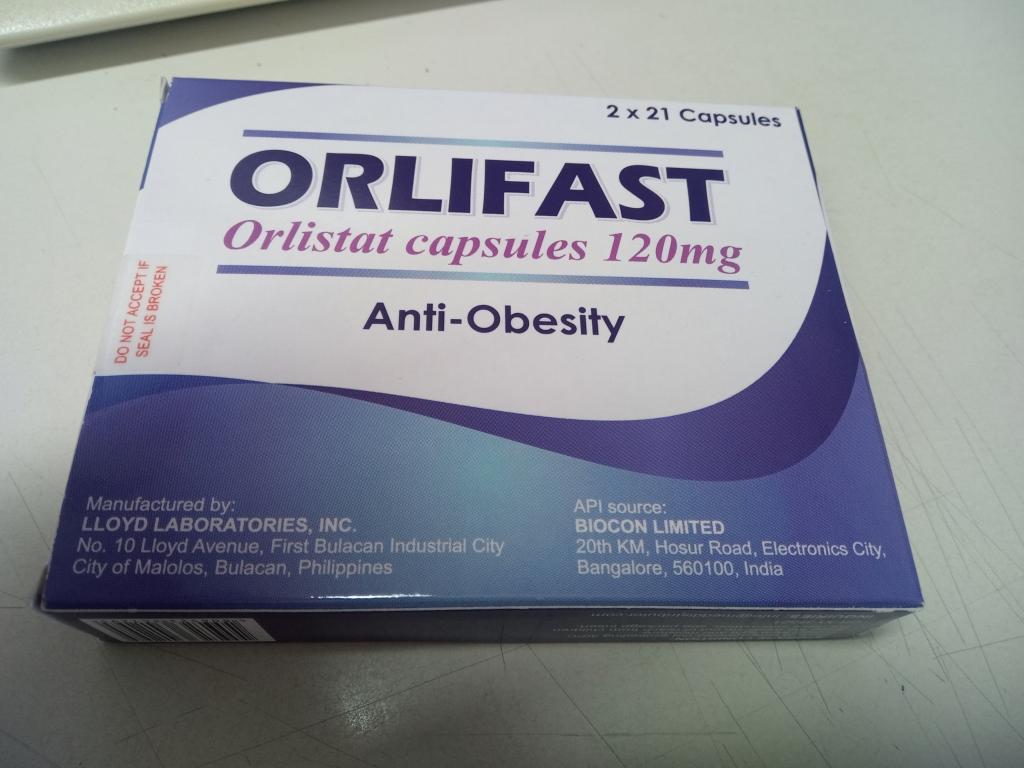 2 x 21 Capsules
ORLIFAST
Orlistat capsules 120mg
Anti-Obesity
DO NOT ACCEPT IF
SEAL IS BROKEN
Manufactured by:
LLOYD LABORATORIES, INC.
No. 10 Lloyd Avenue, First Bulacan Industrial City
City of Malolos, Bulacan, Philippines
API source:
BIOCON LIMITED
20th KM, Hosur Road, Electronics City,
Bangalore, 560100, India